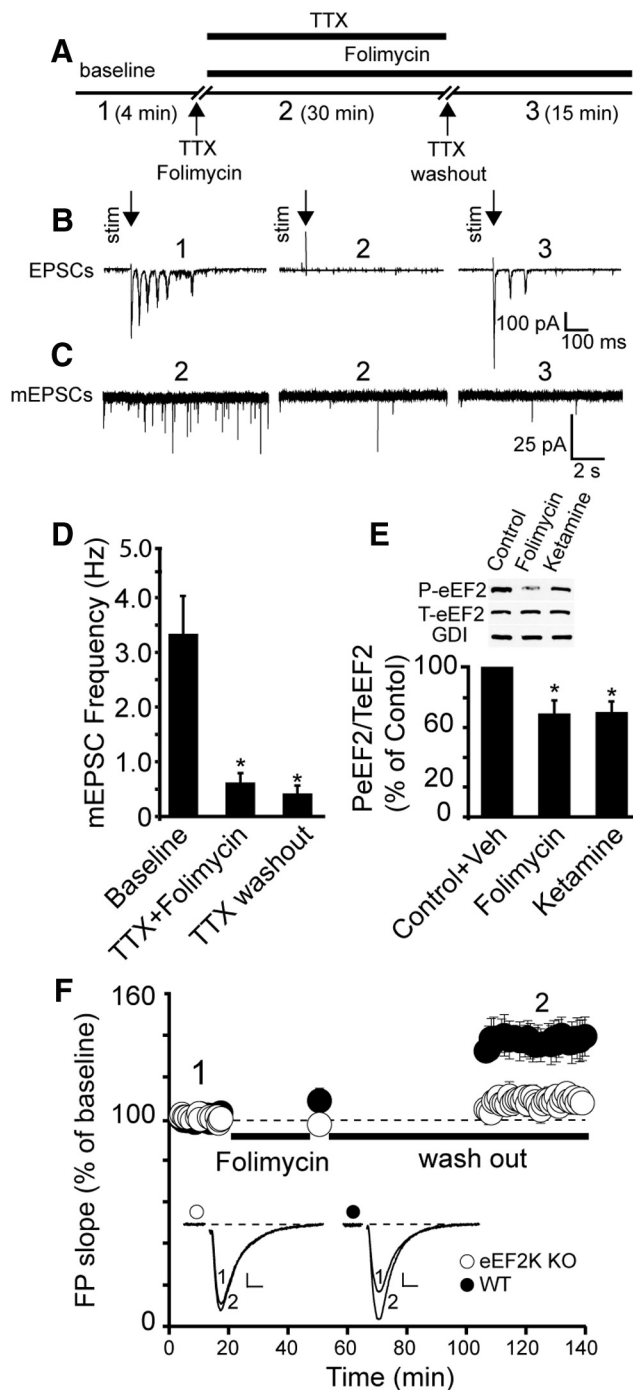 A
TTX
Folimycin
baseline
1 (4 min)
2 (30 min)
3 (15 min)
TTX
Folimycin
TTX
washout
B
stim
stim
stim
1
2
3
EPSCs
100 pA
100 ms
C
2
2
3
mEPSCs
25 pA
2 s
D
mEPSC Frequency (Hz)
5.0
4.0
3.0
2.0
1.0
0
*
*
Baseline
TTX+Folimycin
TTX washout
E
Control
Folimycin
Ketamine
P-eEF2
T-eEF2
GDI
PeEF2/TeEF2
(% of Contol)
100
60
80
20
0
*
*
Control+Veh
Folimycin
Ketamine
F
FP slope (% of baseline)
160
100
0
1
2
Folimycin
wash out
1
2
1
2
eEF2K KO
WT
0
20
40
60
80
100
120
140
Time (min)